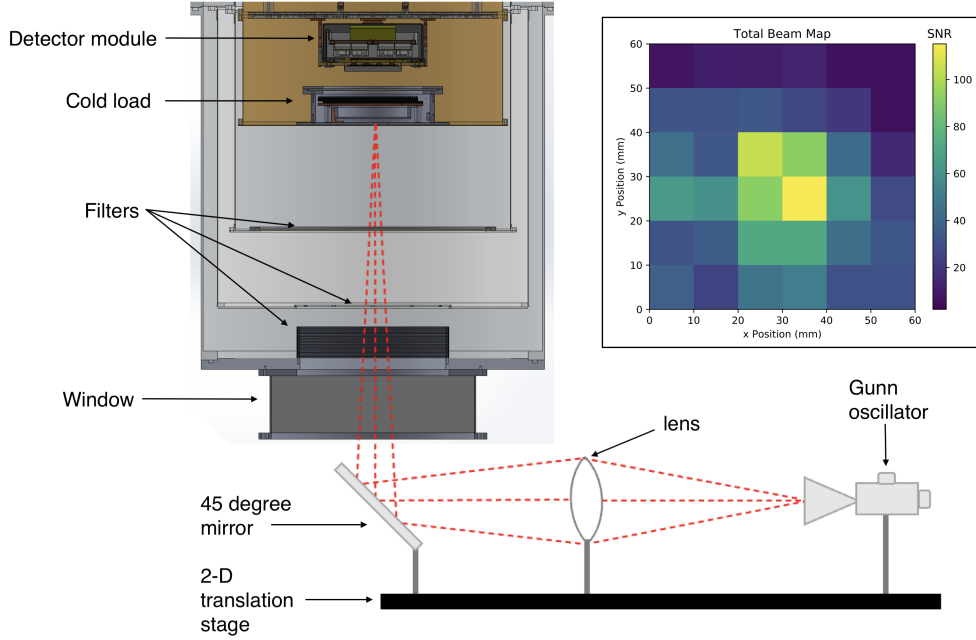 Detector module
Cold load
Filters
Window
45 degree
mirror
2-D
translation
stage
lens
Gunn
oscillator
Total Beam Map
SNR
60
50
40
30
20
10
0
y Position (mm)
0 10 20 30 40 50 60
x Position (mm)
100
80
60
40
20